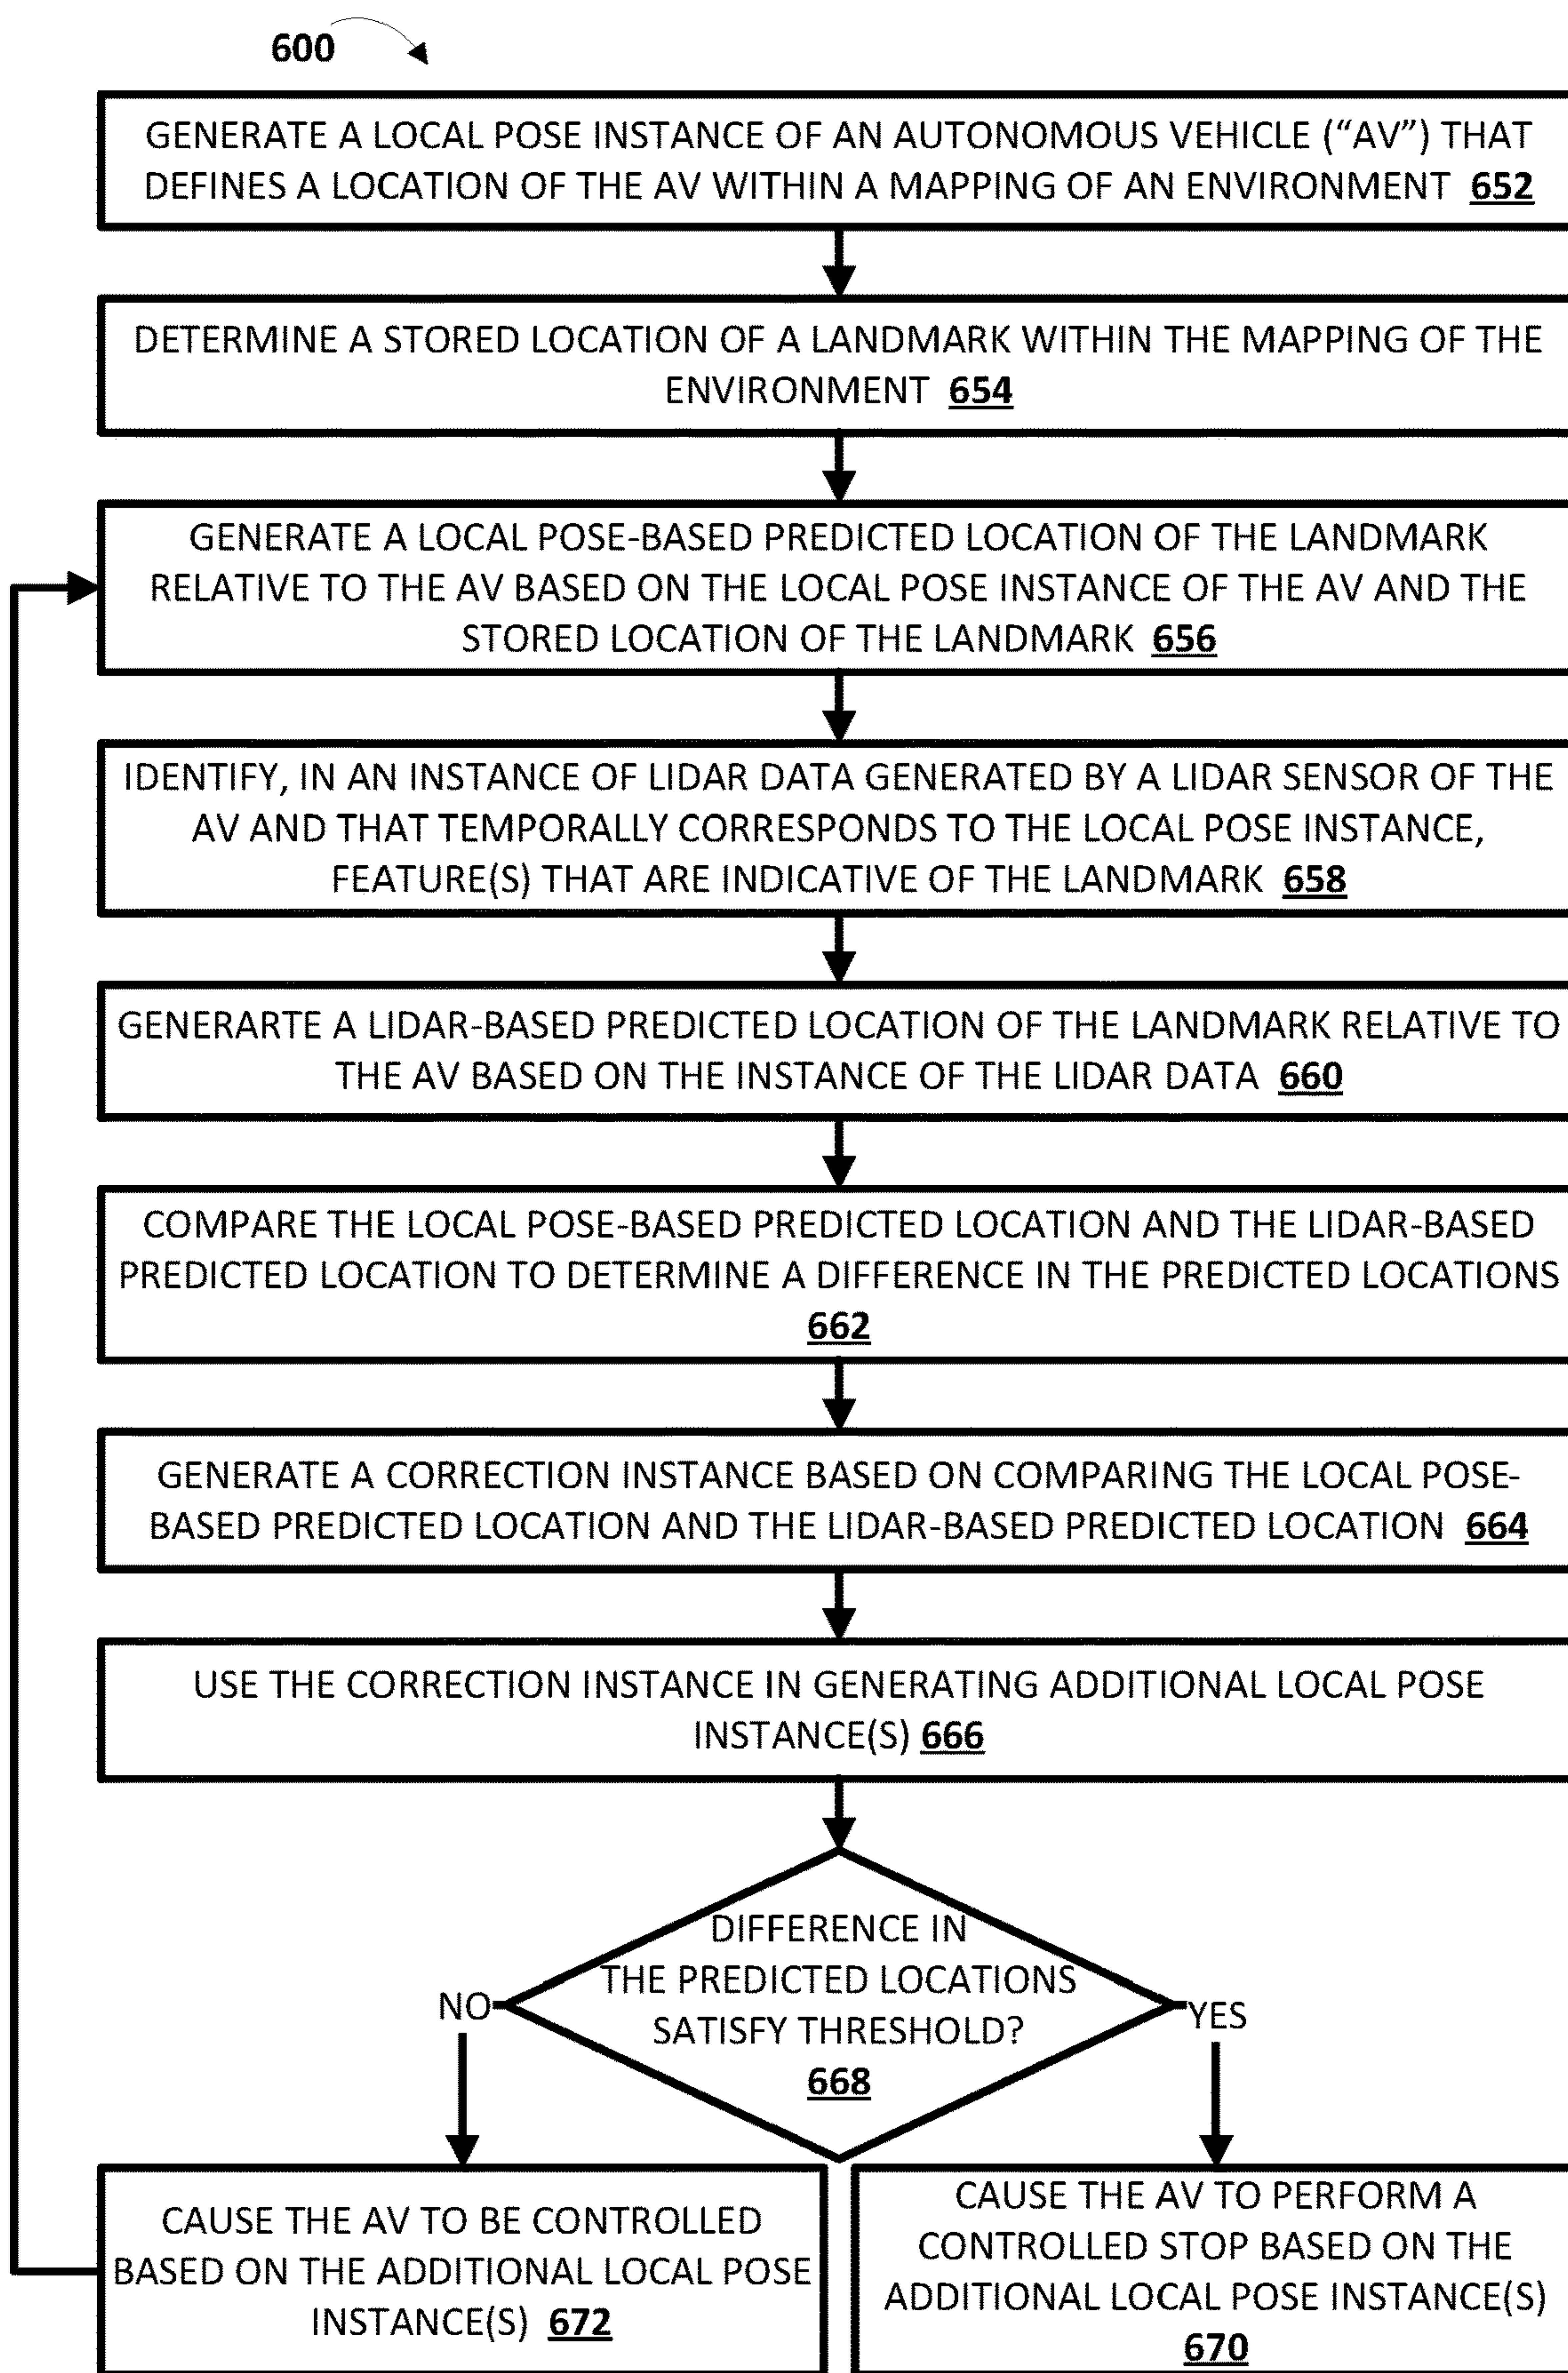 600
GENERATE A LOCAL POSE INSTANCE OF AN AUTONOMOUS VEHICLE (“AV”) THAT
DEFINES A LOCATION OF THE AV WITHIN A MAPPING OF AN ENVIRONMENT 652
DETERMINE A STORED LOCATION OF A LANDMARK WITHIN THE MAPPING OF THE
ENVIRONMENT 654
GENERATE A LOCAL POSE-BASED PREDICTED LOCATION OF THE LANDMARK
RELATIVE TO THE AV BASED ON THE LOCAL POSE INSTANCE OF THE AV AND THE
STORED LOCATION OF THE LANDMARK 656
IDENTIFY, IN AN INSTANCE OF LIDAR DATA GENERATED BY A LIDAR SENSOR OF THE
AV AND THAT TEMPORALLY CORRESPONDS TO THE LOCAL POSE INSTANCE,
FEATURE(S) THAT ARE INDICATIVE OF THE LANDMARK 658
GENERARTE A LIDAR-BASED PREDICTED LOCATION OF THE LANDMARK RELATIVE TO
THE AV BASED ON THE INSTANCE OF THE LIDAR DATA 660
COMPARE THE LOCAL POSE-BASED PREDICTED LOCATION AND THE LIDAR-BASED
PREDICTED LOCATION TO DETERMINE A DIFFERENCE IN THE PREDICTED LOCATIONS
662
GENERATE A CORRECTION INSTANCE BASED ON COMPARING THE LOCAL POSE-
BASED PREDICTED LOCATION AND THE LIDAR-BASED PREDICTED LOCATION 664
USE THE CORRECTION INSTANCE IN GENERATING ADDITIONAL LOCAL POSE
INSTANCE(S) 666
DIFFERENCE IN
THE PREDICTED LOCATIONS
SATISFY THRESHOLD?
668
NO
YES
CAUSE THE AV TO BE CONTROLLED
BASED ON THE ADDITIONAL LOCAL POSE
INSTANCE(S) 672
CAUSE THE AV TO PERFORM A
CONTROLLED STOP BASED ON THE
ADDITIONAL LOCAL POSE INSTANCE(S)
670